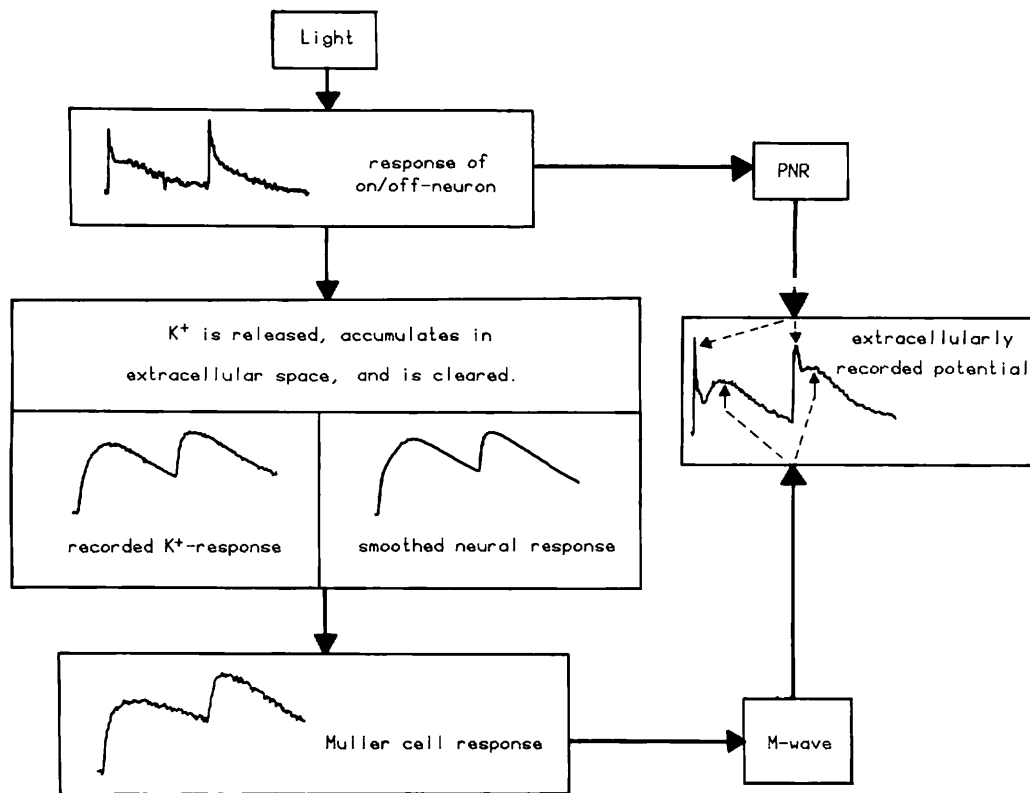 Light
response of
on/off-neuron
PNR
K⁺ is released, accumulates in
extracellular space, and is cleared.
extracellularly
recorded potential
recorded K⁺-response
smoothed neural response
Muller cell response
M-wave